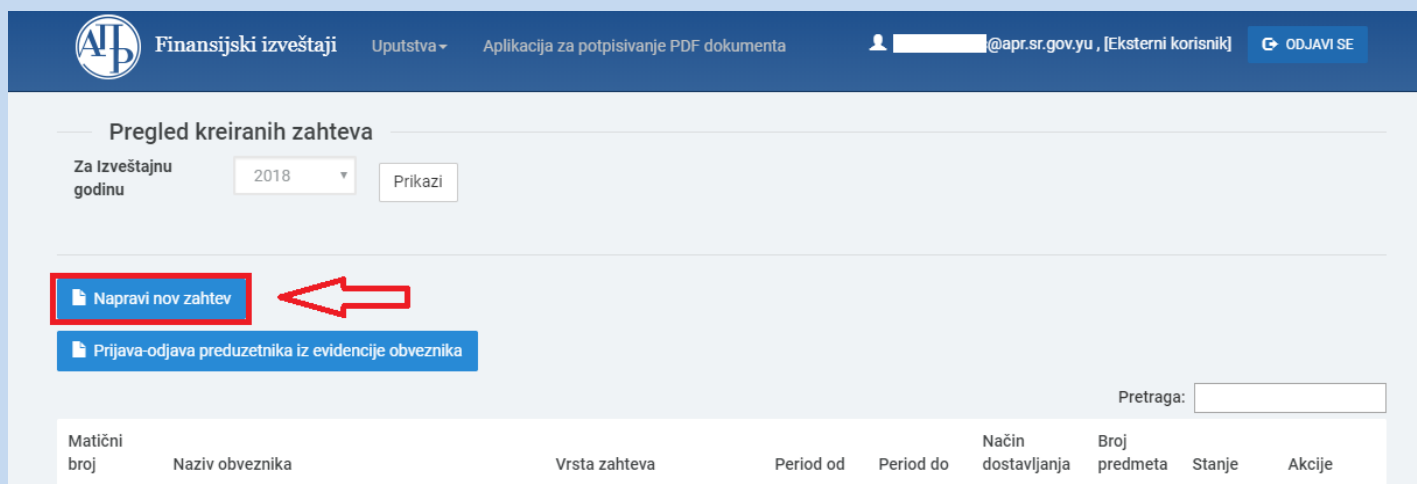 АПР Finansijski izveštaji Uputstva Aplikacija za potpisivanje PDF dokumenta @apr.sr.gov.yu , [Eksterni korisnik] ODJAVI SE
Pregled kreiranih zahteva
Za Izveštajnu godinu 2018 Prikazi
Napravi nov zahtev
Prijava-odjava preduzetnika iz evidencije obveznika
Pretraga:
Matični broj Naziv obveznika Vrsta zahteva Period od Period do Način dostavljanja Broj predmeta Stanje Akcije